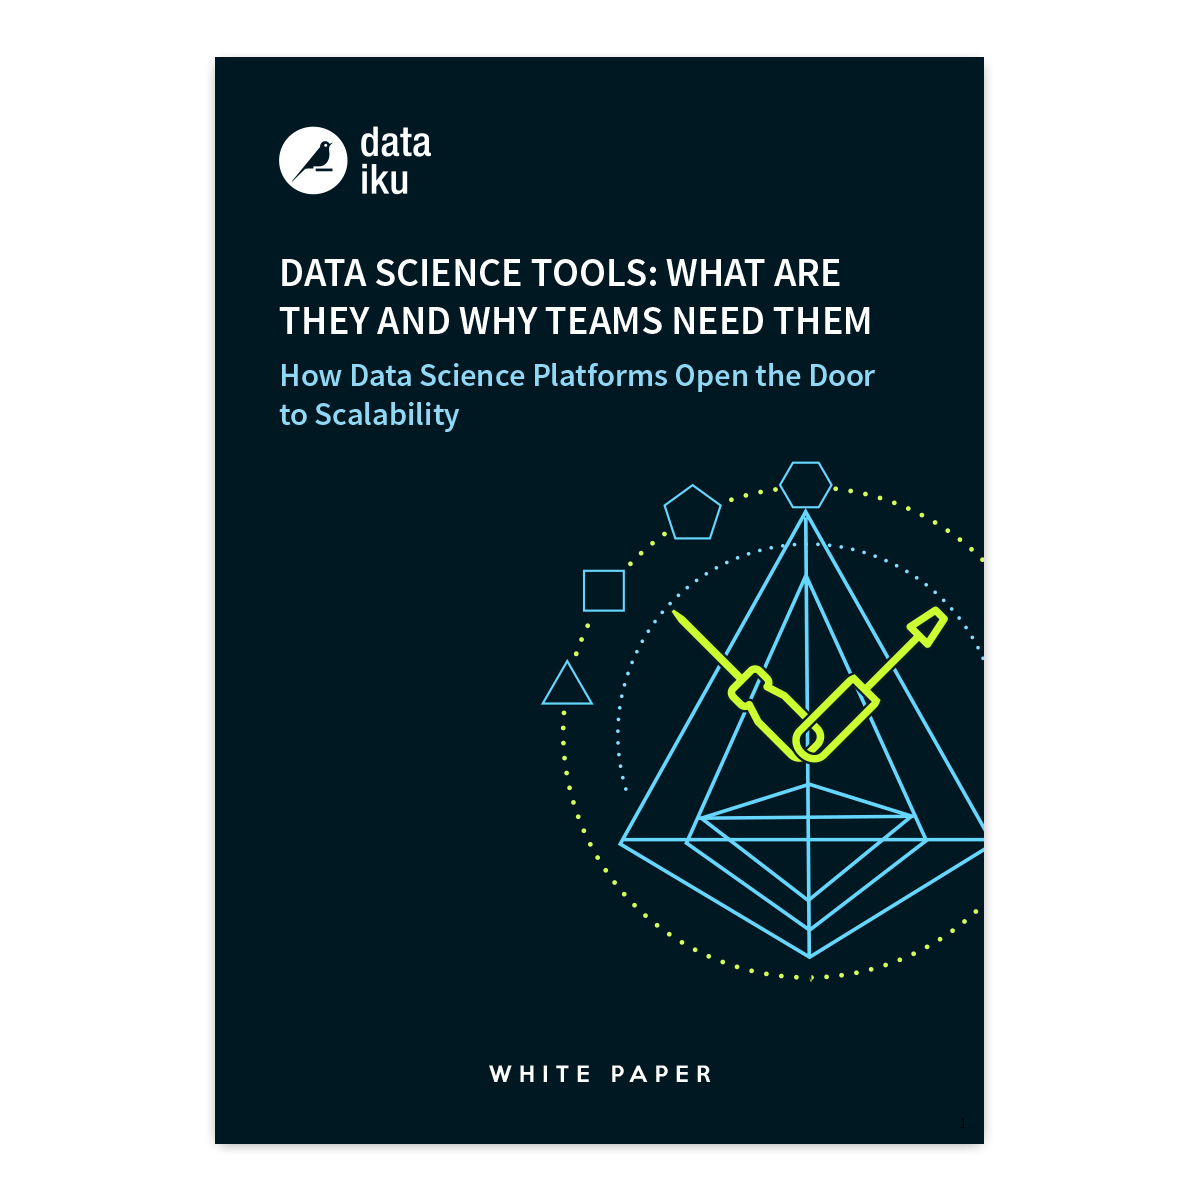 data
iku
DATA SCIENCE TOOLS: WHAT ARE
THEY AND WHY TEAMS NEED THEM
How Data Science Platforms Open the Door
to Scalability
WHITE PAPER
1